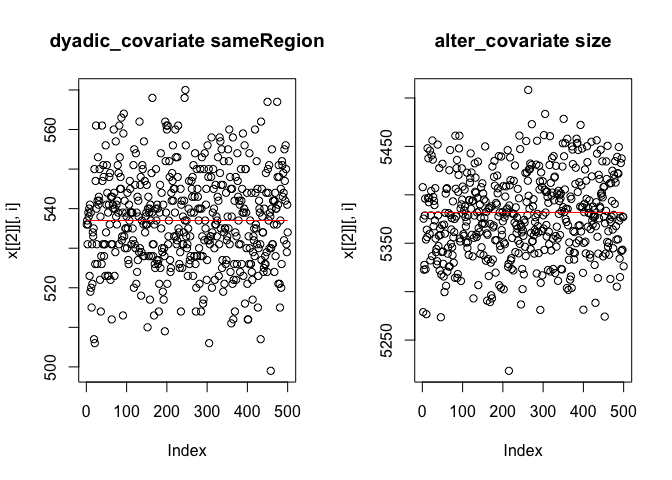 dyadic_covariate sameRegion
x[[2]][, i]
500 520 540 560
0 100 200 300 400 500
Index
alter_covariate size
x[[2]][, i]
5250 5350 5450
0 100 200 300 400 500
Index